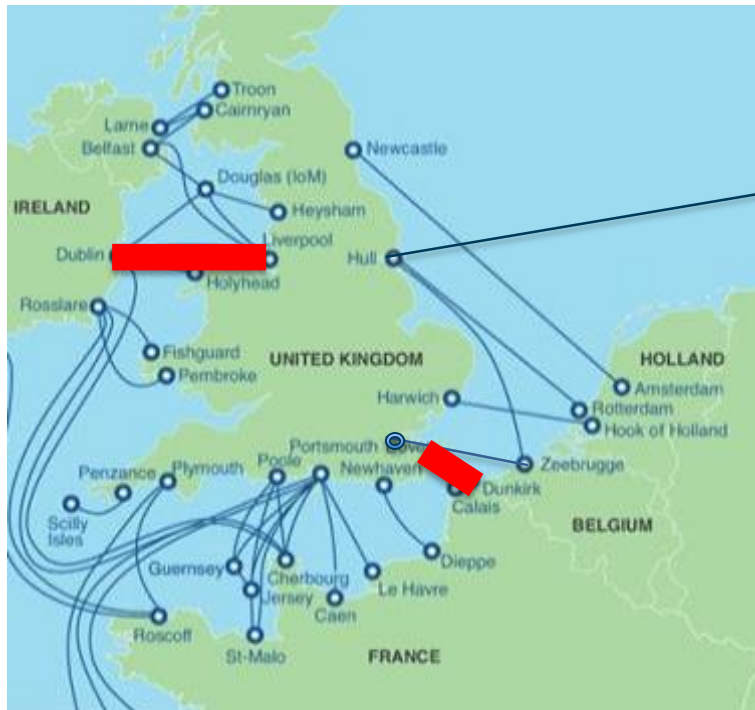 Troon
Cairnryan
Larne
Belfast
Newcastle
Douglas (IoM)
IRELAND
Heysham
Liverpool
Dublin
Hull
Holyhead
Rosslare
Fishguard
UNITED KINGDOM
HOLLAND
Pembroke
Amsterdam
Harwich
Rotterdam
Hook of Holland
Portsmouth
Poole
Plymouth
Newhaven
Zeebrugge
Penzance
Dunkirk
Calais
Scilly
Isles
BELGIUM
Dieppe
Guernsey
Cherbourg
Jersey
Le Havre
Caen
Roscoff
St-Malo
FRANCE